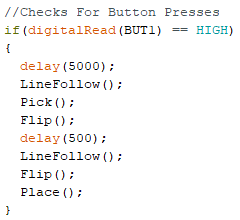 //Checks For Button Presses
if(digitalRead(BUT1) == HIGH)
{
  delay(5000);
  LineFollow();
  Pick();
  Flip();
  delay(500);
  LineFollow();
  Flip();
  Place();
}